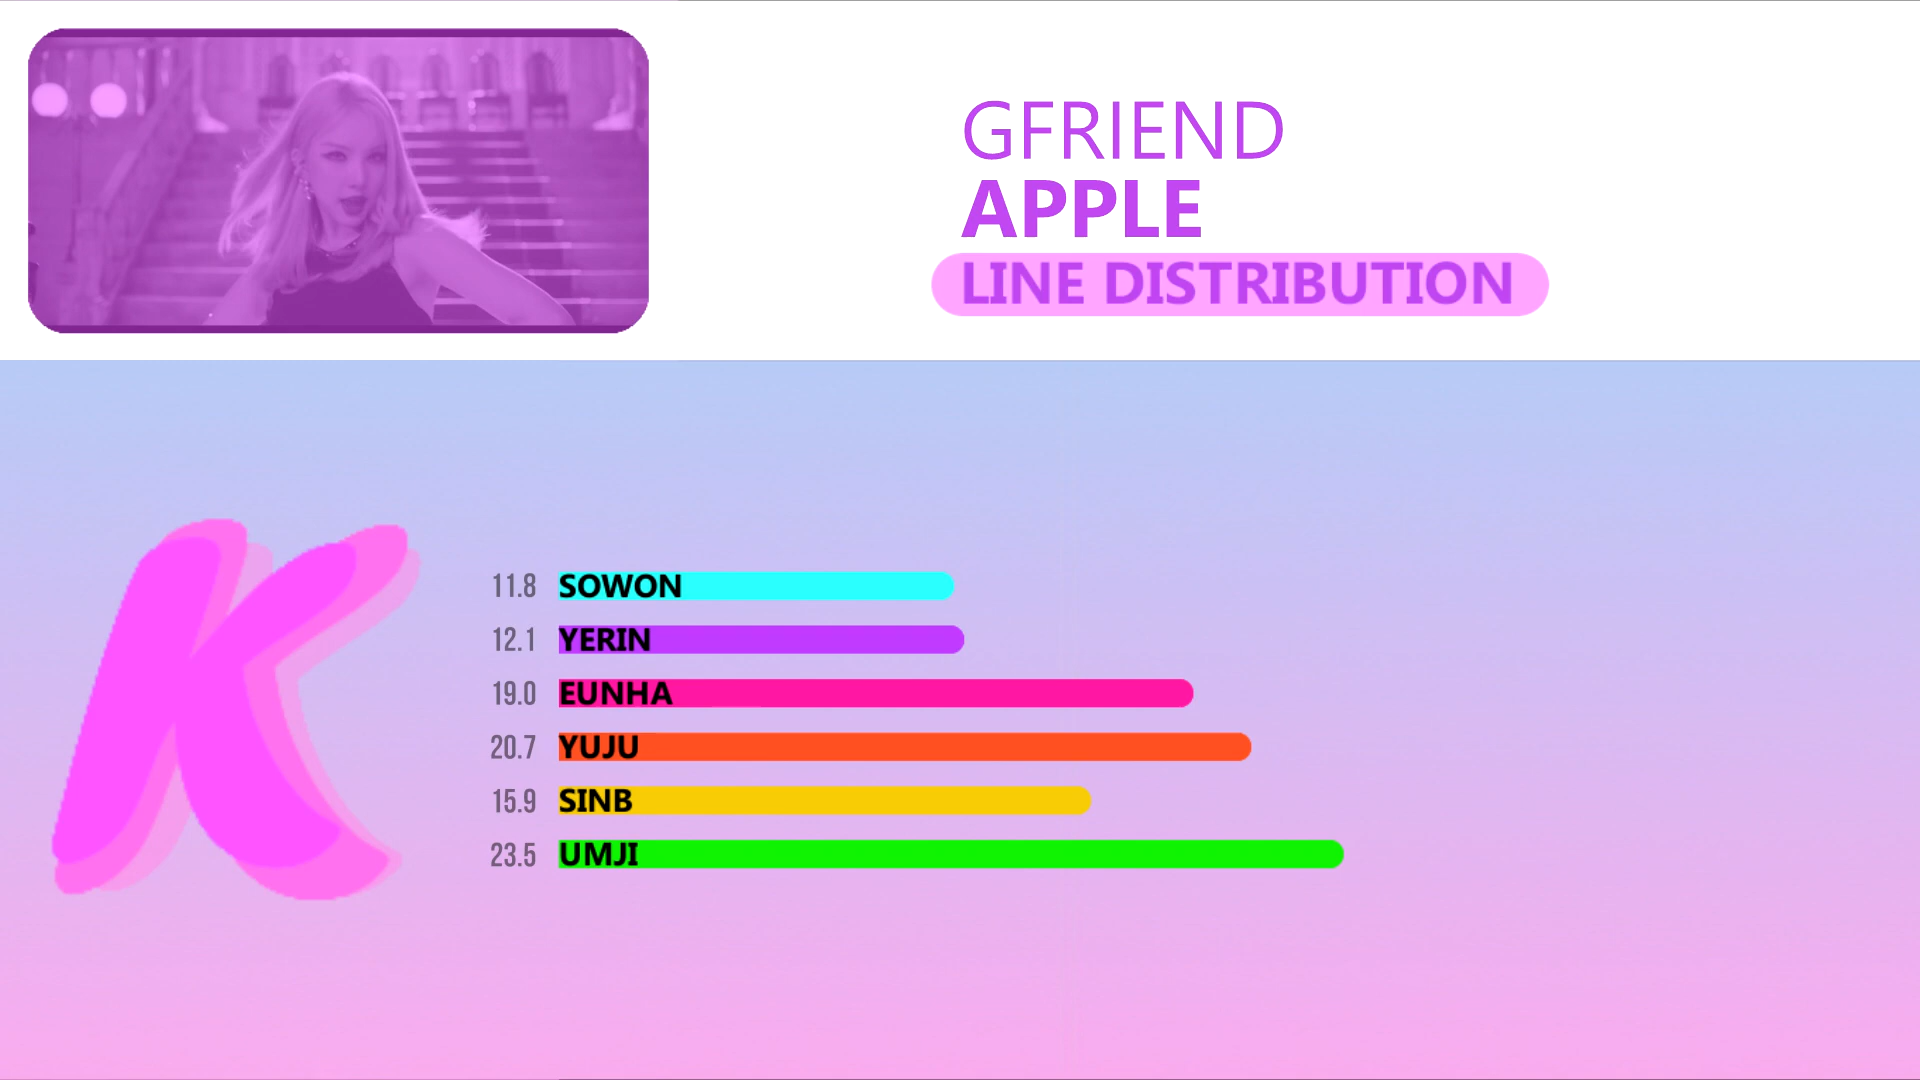 GFRIEND
APPLE
LINE DISTRIBUTION
K
11.8 SOWON
12.1 YERIN
19.0 EUNHA
20.7 YUJU
15.9 SINB
23.5 UMJI